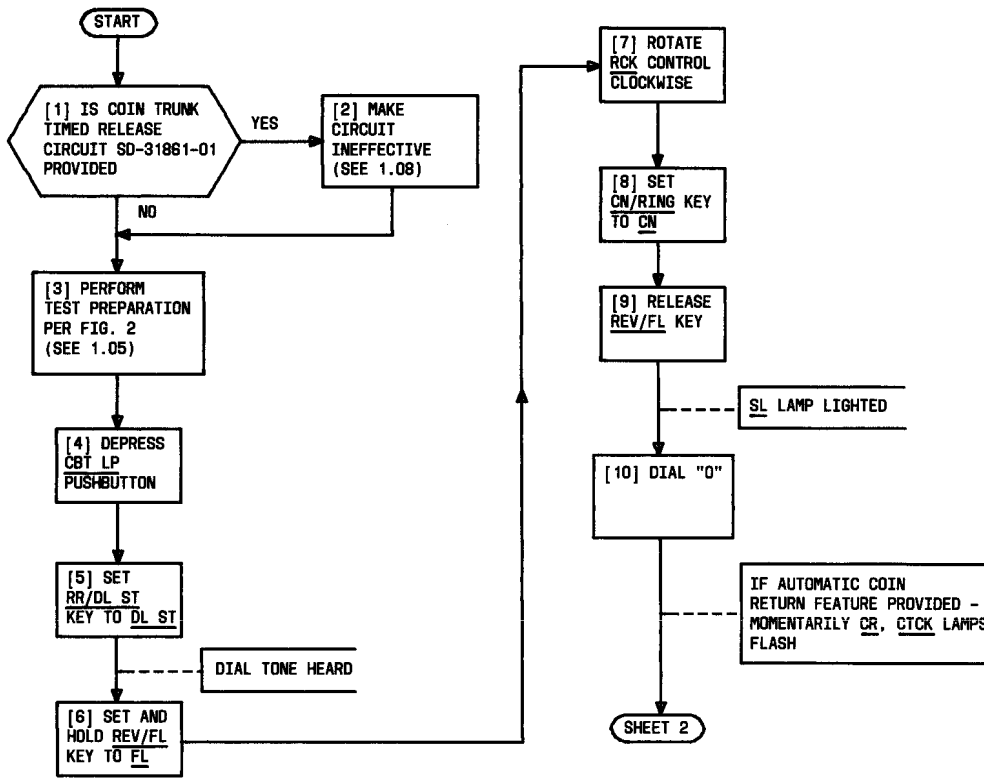 START
[1] IS COIN TRUNK
TIMED RELEASE
CIRCUIT SD-31861-01
PROVIDED
YES
[2] MAKE
CIRCUIT
INEFFECTIVE
(SEE 1.08)
NO
[3] PERFORM
TEST PREPARATION
PER FIG. 2
(SEE 1.05)
[4] DEPRESS
CBT LP
PUSHBUTTON
[5] SET
RR/DL ST
KEY TO DL ST
DIAL TONE HEARD
[6] SET AND
HOLD REV/FL
KEY TO FL
[7] ROTATE
RCK CONTROL
CLOCKWISE
[8] SET
CN/RING KEY
TO CN
[9] RELEASE
REV/FL KEY
SL LAMP LIGHTED
[10] DIAL "0"
IF AUTOMATIC COIN
RETURN FEATURE PROVIDED -
MOMENTARILY CR, CTCK LAMPS
FLASH
SHEET 2